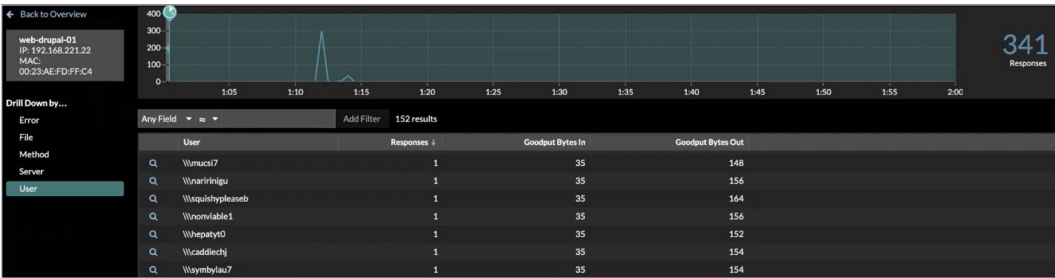 ← Back to Overview
web-drupal-01
IP: 192.168.221.22
MAC:
00:23:AE:FD:FF:C4
Drill Down by...
Error
File
Method
Server
User
400
300
200
100
0
1:05 1:10 1:15 1:20 1:25 1:30 1:35 1:40 1:45 1:50 1:55 2:00
341
Responses
Any Field ≈ Add Filter 152 results
User Responses ↓ Goodput Bytes In Goodput Bytes Out
\\\mucsi7 1 35 148
\\\naririnigu 1 35 156
\\\squishypleaseb 1 35 164
\\\nonviable1 1 35 156
\\\hepatyt0 1 35 152
\\\caddiechj 1 35 154
\\\symbylau7 1 35 154